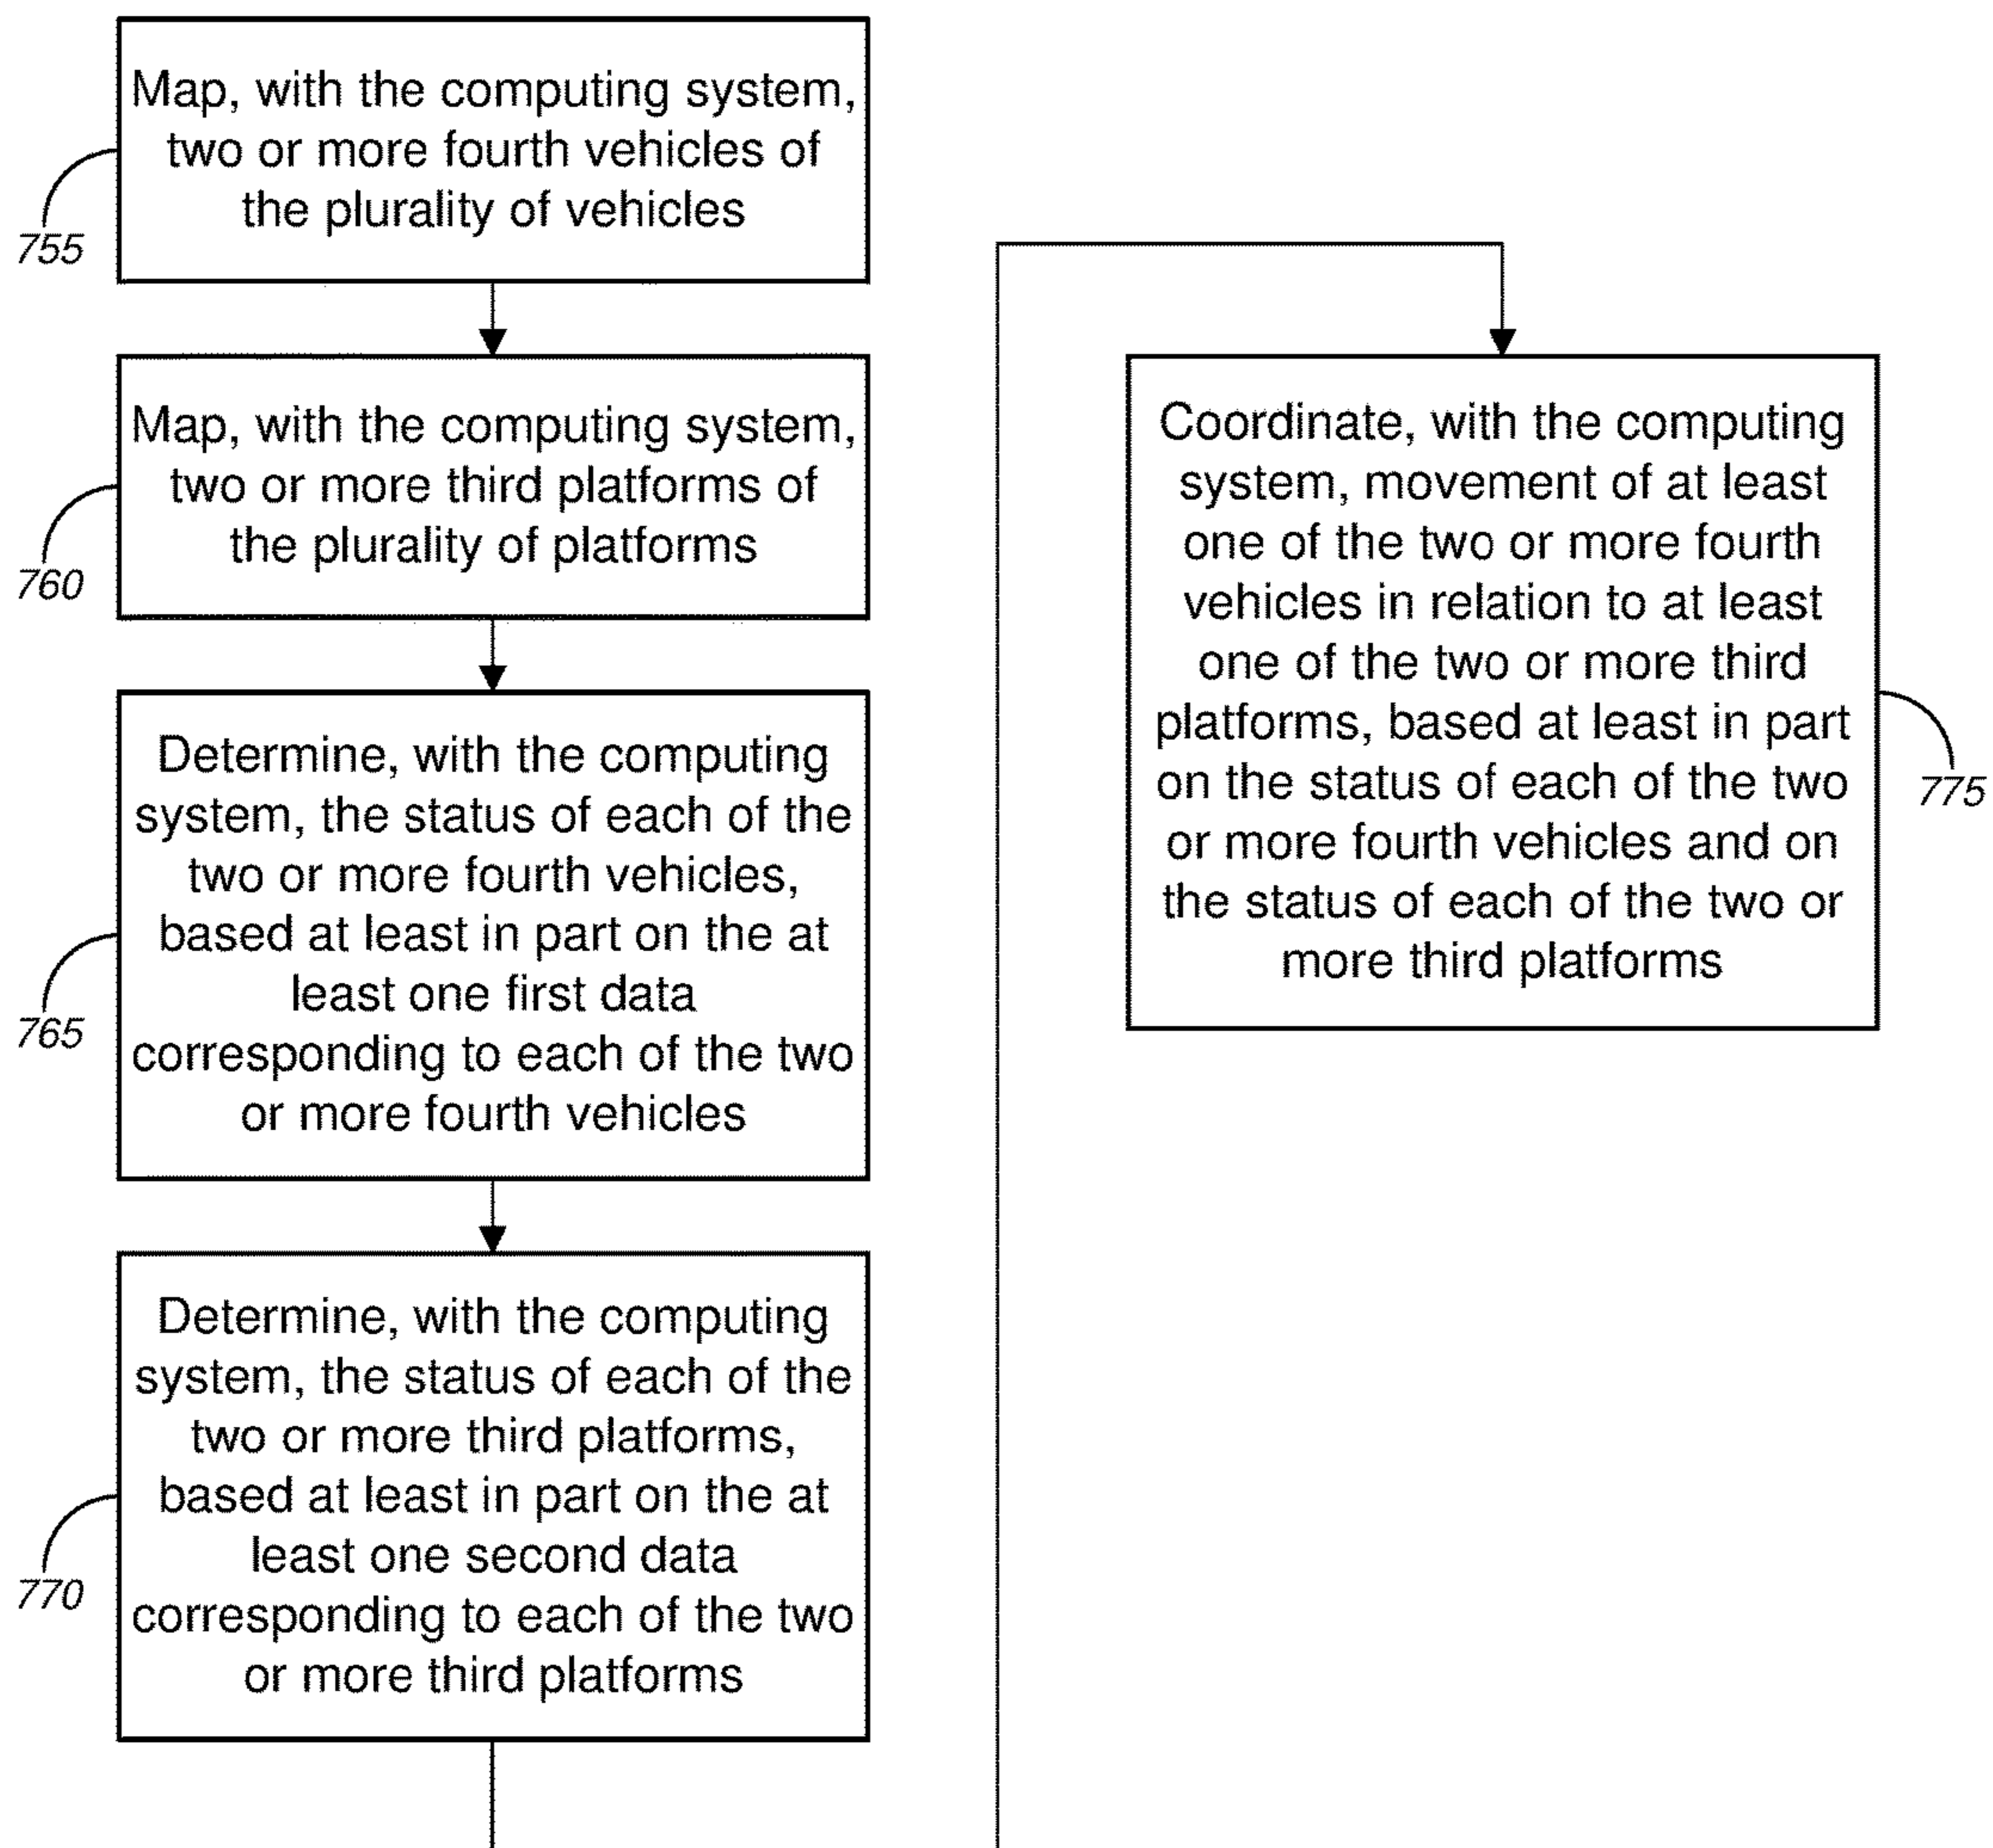 Map, with the computing system,
two or more fourth vehicles of
the plurality of vehicles
755
Map, with the computing system,
two or more third platforms of
the plurality of platforms
760
Determine, with the computing
system, the status of each of the
two or more fourth vehicles,
based at least in part on the at
least one first data
corresponding to each of the two
or more fourth vehicles
765
Determine, with the computing
system, the status of each of the
two or more third platforms,
based at least in part on the at
least one second data
corresponding to each of the two
or more third platforms
770
Coordinate, with the computing
system, movement of at least
one of the two or more fourth
vehicles in relation to at least
one of the two or more third
platforms, based at least in part
on the status of each of the two
or more fourth vehicles and on
the status of each of the two or
more third platforms
775